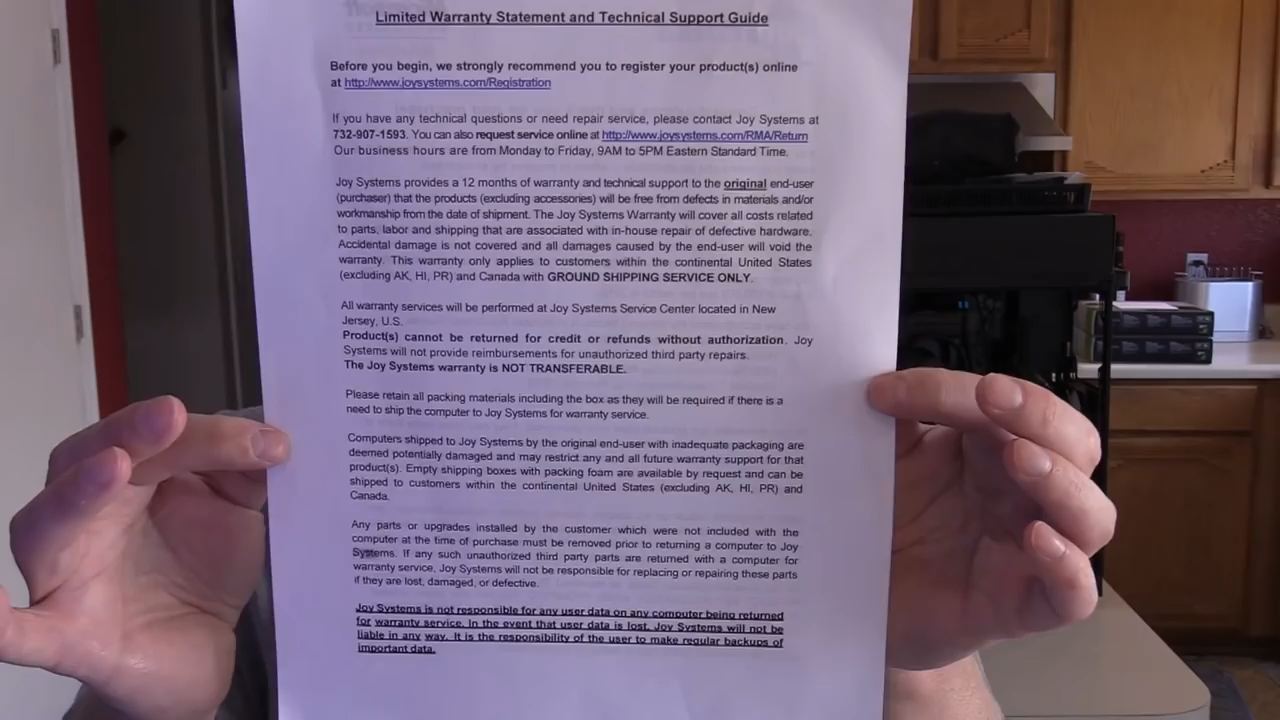 Limited Warranty Statement and Technical Support Guide
Before you begin, we strongly recommend you to register your product(s) online
at http://www.joysystems.com/Registration
If you have any technical questions or need repair service, please contact Joy Systems at
732-907-1593. You can also request service online at http://www.joysystems.com/RMA/Return
Our business hours are from Monday to Friday, 9AM to 5PM Eastern Standard Time.
Joy Systems provides a 12 months of warranty and technical support to the original end-user
(purchaser) that the products (excluding accessories) will be free from defects in materials and/or
workmanship from the date of shipment. The Joy Systems Warranty will cover all costs related
to parts, labor and shipping that are associated with in-house repair of defective hardware.
Accidental damage is not covered and all damages caused by the end-user will void the
warranty. This warranty only applies to customers within the continental United States
(excluding AK, HI, PR) and Canada with GROUND SHIPPING SERVICE ONLY.
All warranty services will be performed at Joy Systems Service Center located in New
Jersey, U.S.
Product(s) cannot be returned for credit or refunds without authorization. Joy
Systems will not provide reimbursements for unauthorized third party repairs.
The Joy Systems warranty is NOT TRANSFERABLE.
Please retain all packing materials including the box as they will be required if there is a
need to ship the computer to Joy Systems for warranty service.
Computers shipped to Joy Systems by the original end-user with inadequate packaging are
deemed potentially damaged and may restrict any and all future warranty support for that
product(s). Empty shipping boxes with packing foam are available by request and can be
shipped to customers within the continental United States (excluding AK, HI, PR) and
Canada.
Any parts or upgrades installed by the customer which were not included with the
computer at the time of purchase must be removed prior to returning a computer to Joy
Systems. If any such unauthorized third party parts are returned with a computer for
warranty service, Joy Systems will not be responsible for replacing or repairing these parts
if they are lost, damaged, or defective.
Joy Systems is not responsible for any user data on any computer being returned
for warranty service. In the event that user data is lost, Joy Systems will not be
liable in any way. It is the responsibility of the user to make regular backups of
important data.